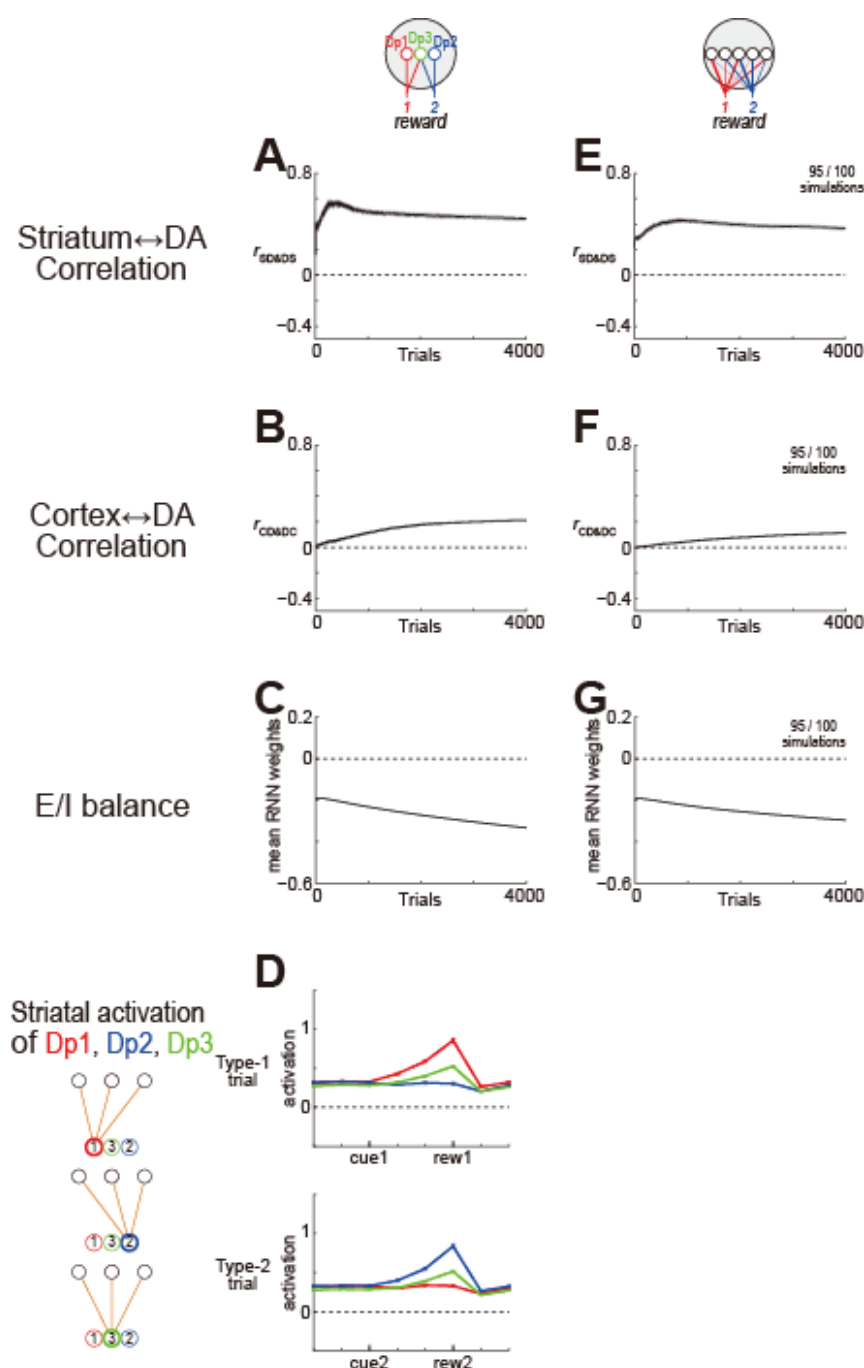 Dp1 Dp3 Dp2
1 2
reward
1 2
reward
A
0.8
r SD&DS
0
−0.4
0 Trials 4000
E
0.8
95 / 100
simulations
r SD&DS
0
−0.4
0 Trials 4000
Striatum↔DA
Correlation
B
0.8
r CD&DC
0
−0.4
0 Trials 4000
F
0.8
95 / 100
simulations
r CD&DC
0
−0.4
0 Trials 4000
Cortex↔DA
Correlation
C
0.2
0
mean RNN weights
−0.6
0 Trials 4000
G
0.2
0
95 / 100
simulations
mean RNN weights
−0.6
0 Trials 4000
E/I balance
D
Striatal activation
of Dp1, Dp2, Dp3
1 3 2
1 3 2
1 3 2
Type-1
trial
activation
1
0
cue1 rew1
Type-2
trial
activation
1
0
cue2 rew2